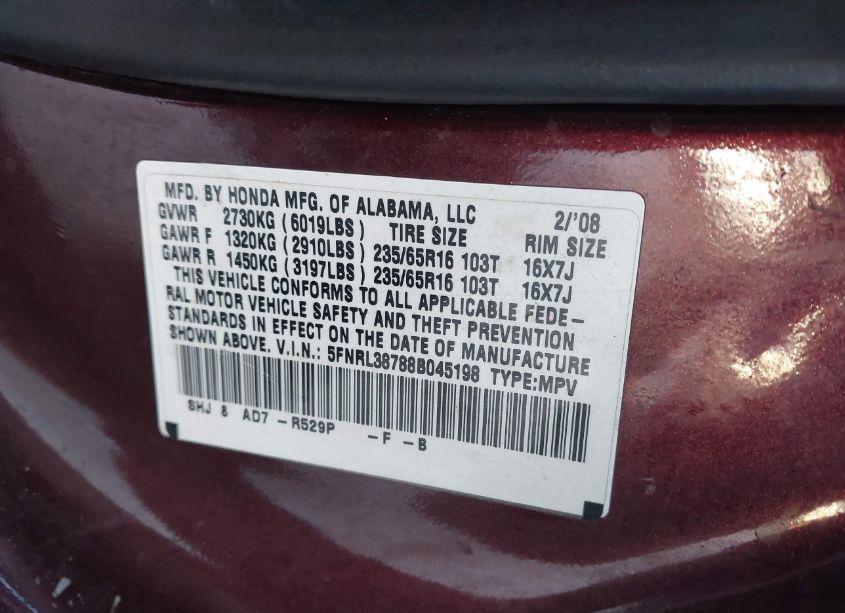 MFD. BY HONDA MFG. OF ALABAMA, LLC 2/'08
GVWR 2730KG (6019LBS) TIRE SIZE RIM SIZE
GAWR F 1320KG (2910LBS) 235/65R16 103T 16X7J
GAWR R 1450KG (3197LBS) 235/65R16 103T 16X7J
THIS VEHICLE CONFORMS TO ALL APPLICABLE FEDE-
RAL MOTOR VEHICLE SAFETY AND THEFT PREVENTION
STANDARDS IN EFFECT ON THE DATE OF MANUFACTURE
SHOWN ABOVE. V.I.N.: 5FNRL38788B045198 TYPE:MPV
SHJ 8 AD7 -R529P -F -B